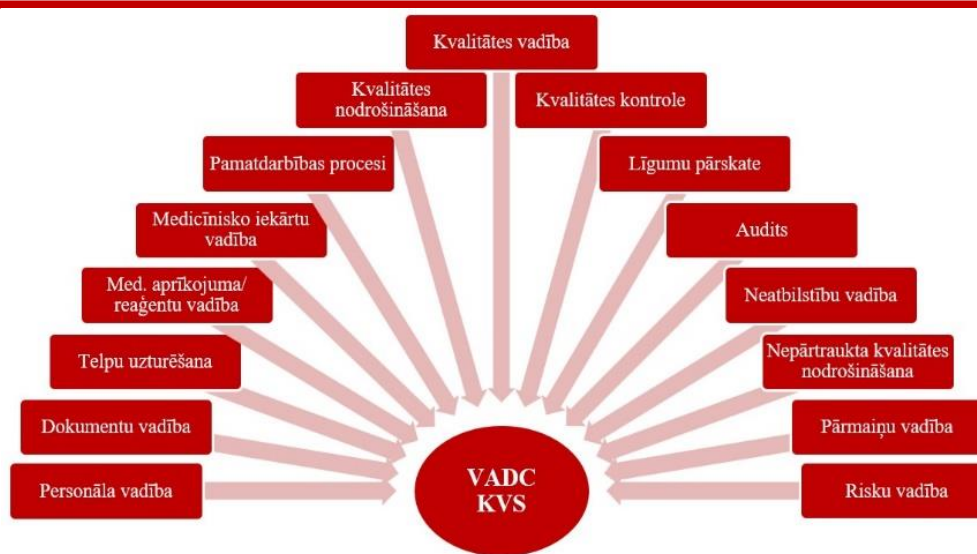 Kvalitātes vadība
Kvalitātes
nodrošināšana
Kvalitātes kontrole
Pamatdarbības procesi
Līgumu pārskate
Medicīnisko iekārtu
vadība
Audits
Med. aprīkojuma/
reaģentu vadība
Neatbilstību vadība
Telpu uzturēšana
Nepārtraukta kvalitātes
nodrošināšana
Dokumentu vadība
Pārmaiņu vadība
Personāla vadība
VADC
KVS
Risku vadība